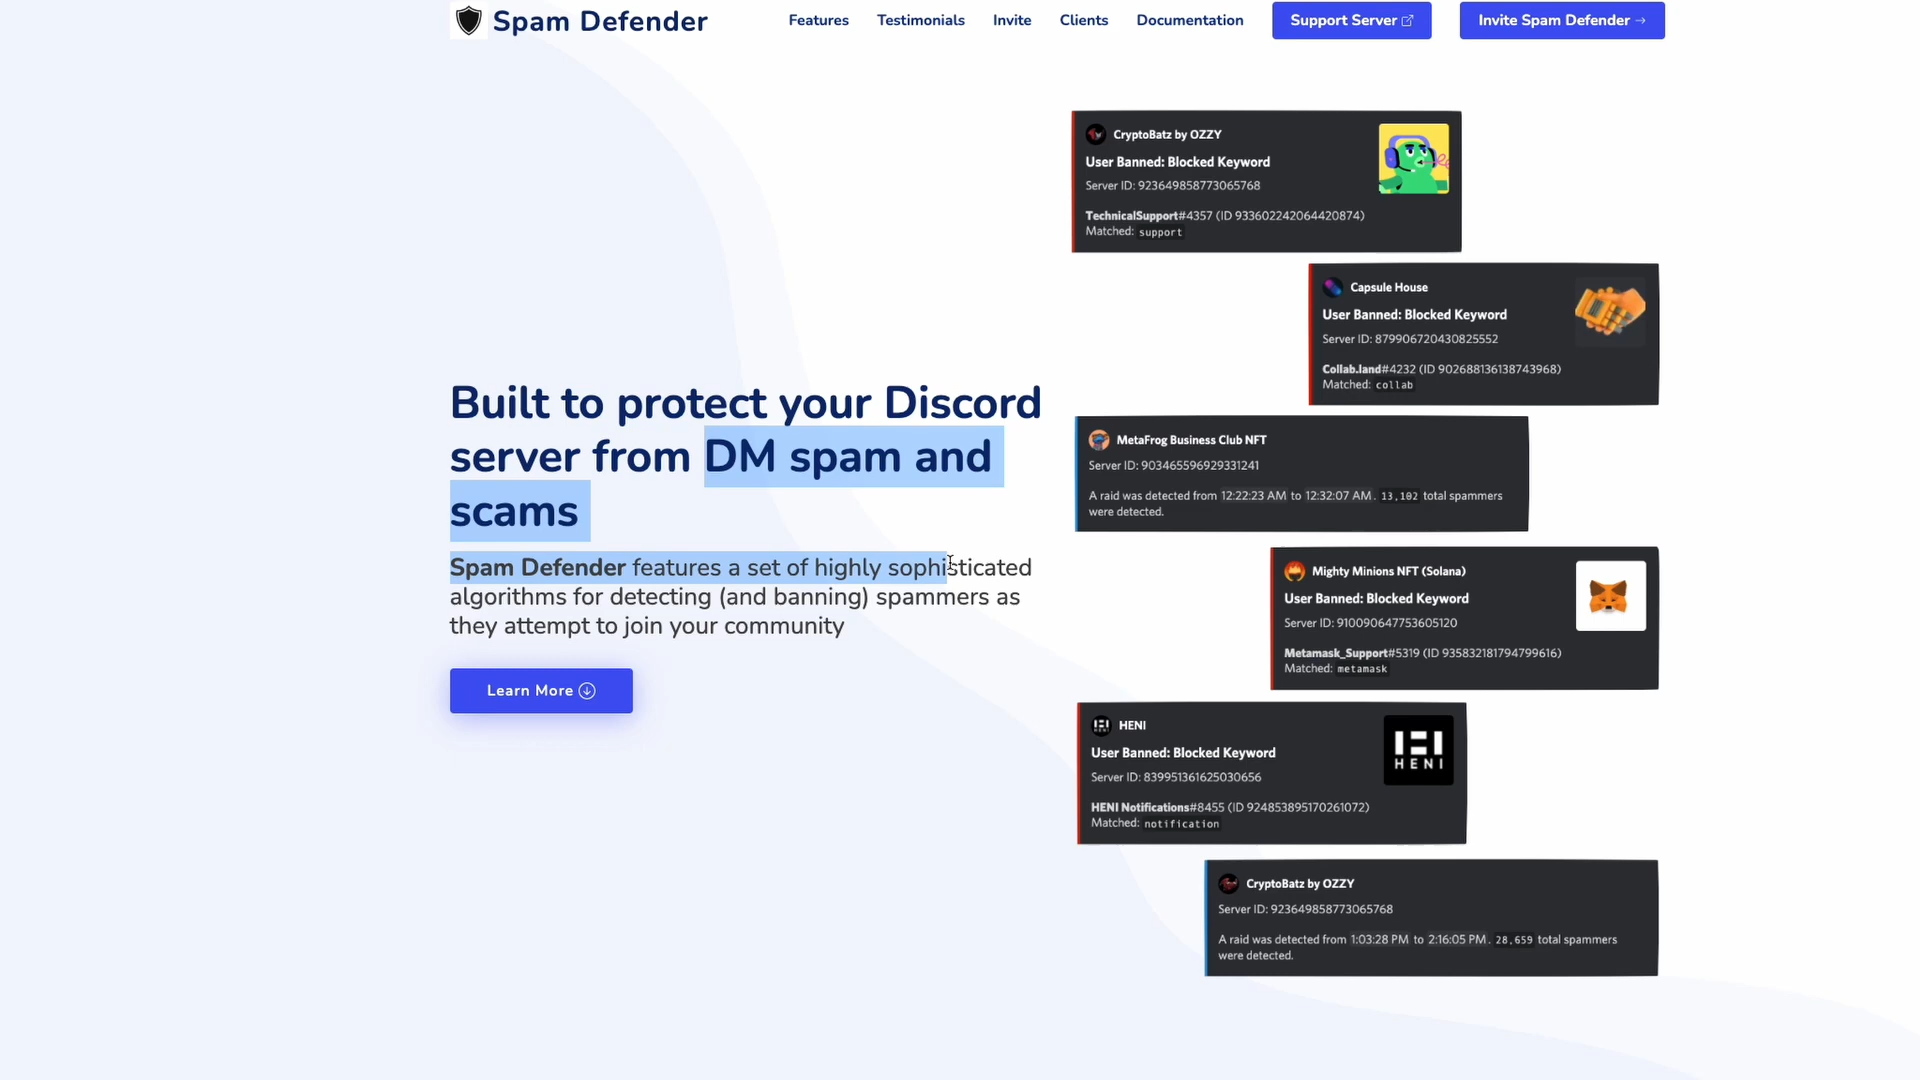 Spam Defender
Features
Testimonials
Invite
Clients
Documentation
Support Server
Invite Spam Defender →
Built to protect your Discord
server from DM spam and
scams
Spam Defender features a set of highly sophisticated
algorithms for detecting (and banning) spammers as
they attempt to join your community
Learn More
CryptoBatz by OZZY
User Banned: Blocked Keyword
Server ID: 923649858773065768
TechnicalSupport#4357 (ID 933602242064420874)
Matched: support
Capsule House
User Banned: Blocked Keyword
Server ID: 879906720430825552
Collab.land#4232 (ID 902688136138743968)
Matched: collab
MetaFrog Business Club NFT
Server ID: 903465596929331241
A raid was detected from 12:22:23 AM to 12:32:07 AM. 13,102 total spammers
were detected.
Mighty Minions NFT (Solana)
User Banned: Blocked Keyword
Server ID: 910090647753605120
Metamask_Support#5319 (ID 935832181794799616)
Matched: metamask
HENI
User Banned: Blocked Keyword
Server ID: 839951361625030656
HENI Notifications#8455 (ID 924853895170261072)
Matched: notification
HENI
CryptoBatz by OZZY
Server ID: 923649858773065768
A raid was detected from 1:03:28 PM to 2:16:05 PM. 28,659 total spammers
were detected.